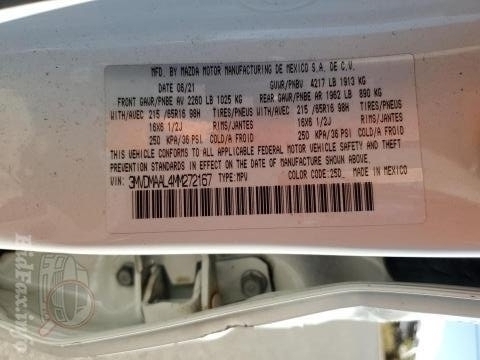 MFD. BY MAZDA MOTOR MANUFACTURING DE MEXICO S.A. DE C.V.
DATE 06/21 GVWR/PNBV 4217 LB 1913 KG
FRONT GAWR/PNBE AV 2260 LB 1025 KG REAR GAWR/PNBE AR 1962 LB 890 KG
WITH/AVEC 215/65R16 98H TIRES/PNEUS WITH/AVEC 215/65R16 98H TIRES/PNEUS
16X6 1/2J RIMS/JANTES 16X6 1/2J RIMS/JANTES
250 KPA/36 PSI COLD/A FROID 250 KPA/36 PSI COLD/A FROID
THIS VEHICLE CONFORMS TO ALL APPLICABLE FEDERAL MOTOR VEHICLE SAFETY AND THEFT
PREVENTION STANDARDS IN EFFECT ON THE DATE OF MANUFACTURE SHOWN ABOVE.
VIN: 3MVDMAAL4MM272167 TYPE:MPV COLOR CODE:25D MADE IN MEXICO
BidFax.info